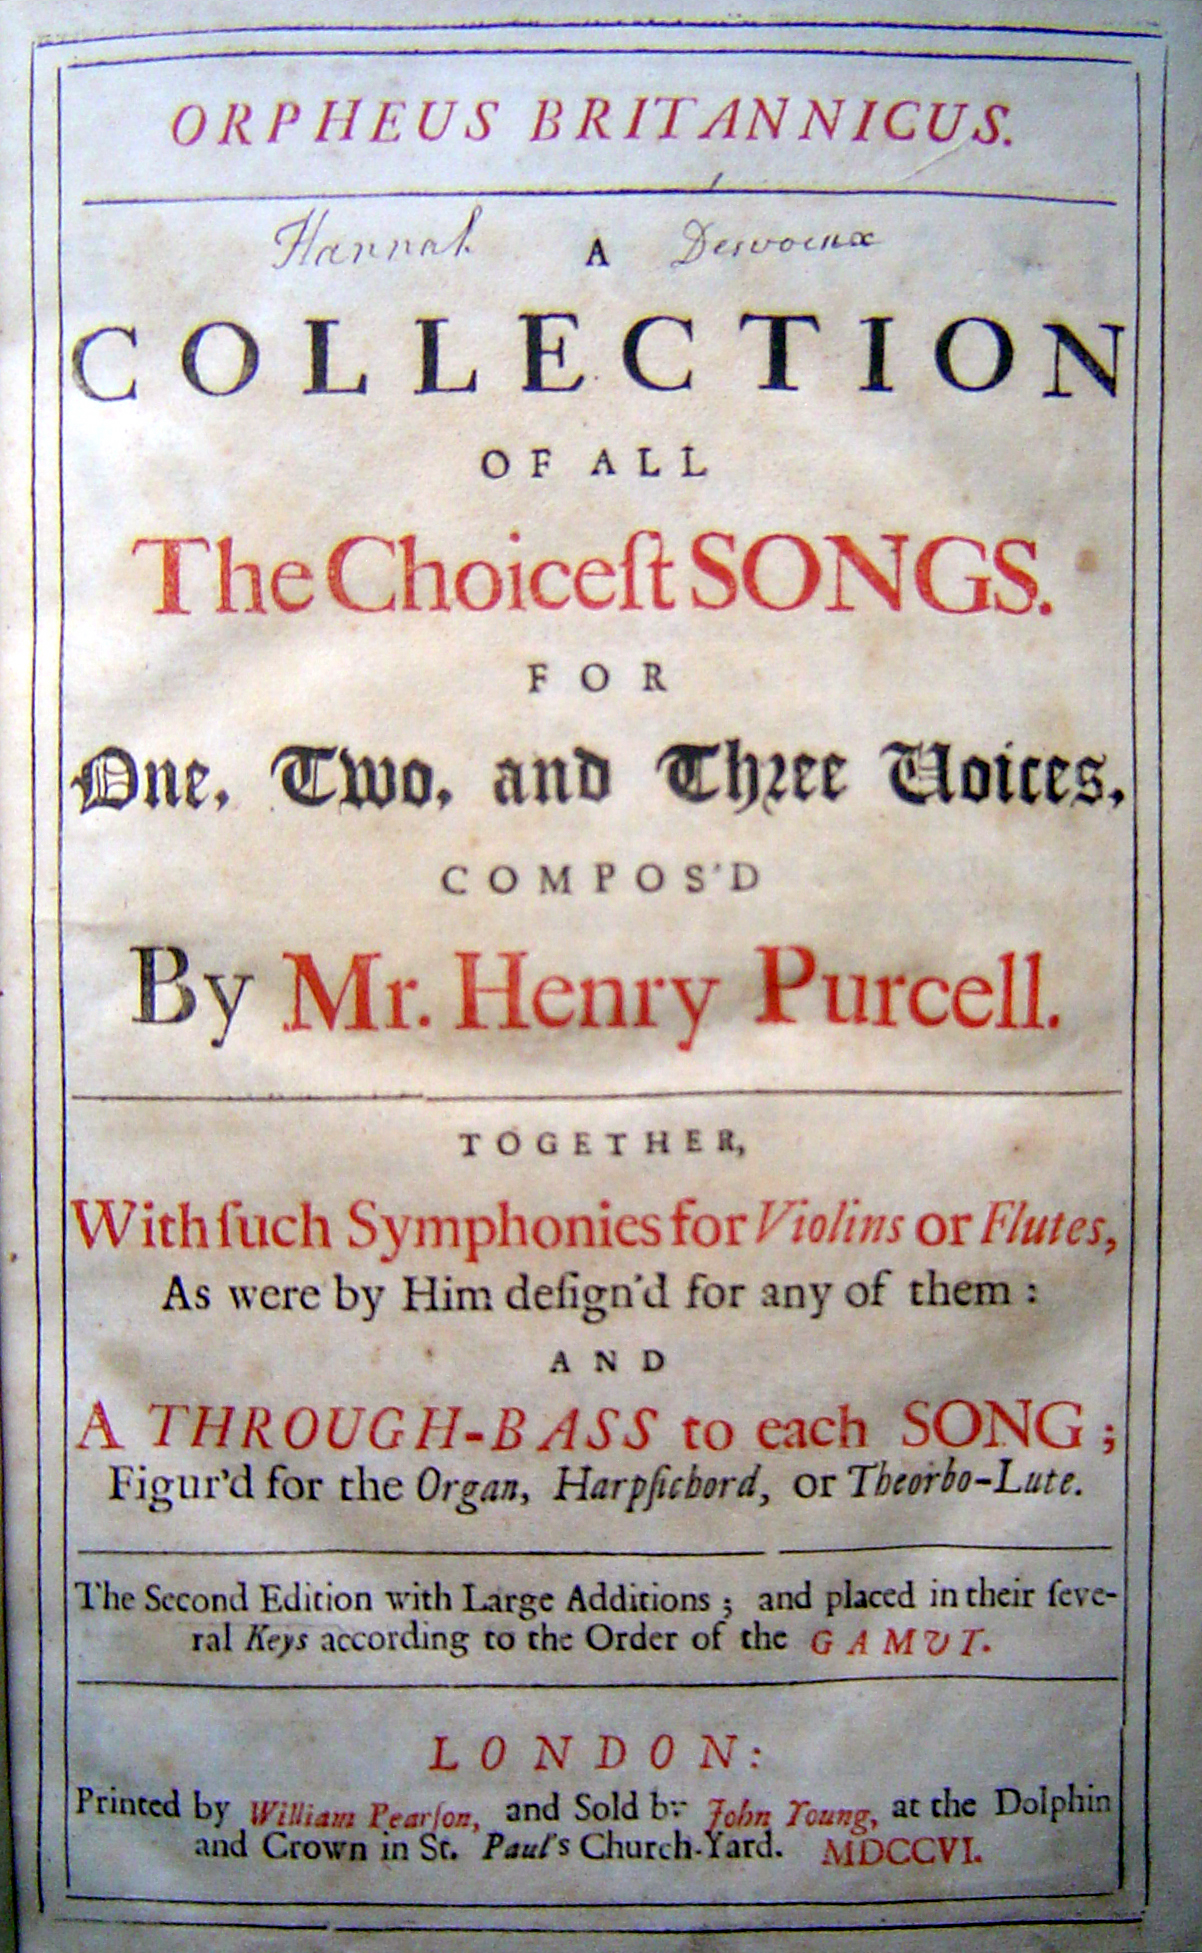 ORPHEUS BRITANNICUS.
Hannah A Desvoeux
COLLECTION
OF ALL
The Choiceſt SONGS.
FOR
One, Two, and Three Voices,
COMPOS'D
By Mr. Henry Purcell.
TOGETHER,
With ſuch Symphonies for Violins or Flutes,
As were by Him deſign'd for any of them :
AND
A THROUGH-BASS to each SONG ;
Figur'd for the Organ, Harpſichord, or Theorbo-Lute.
The Second Edition with Large Additions ; and placed in their ſeve-
ral Keys according to the Order of the GAMUT.
LONDON:
Printed by William Pearſon, and Sold by John Young, at the Dolphin
and Crown in St. Paul's Church-Yard. MDCCVI.